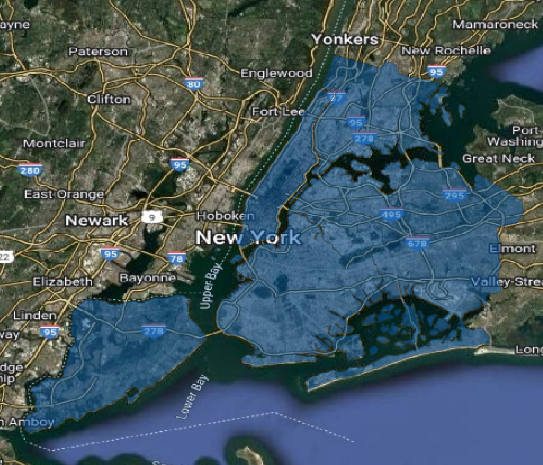 ayne
Yonkers
Mamaroneck
Paterson
New Rochelle
Englewood
95
80
Clifton
87
Fort Lee
95
278
Port
Washing
Montclair
Great Neck
95
280
East Orange
295
Newark
9
Hoboken
495
New York
678
Elmont
22
95
78
Elizabeth
Bayonne
Upper Bay
Valley Stre
Linden
way
95
278
Long
dge
nip
Lower Bay
h Amboy